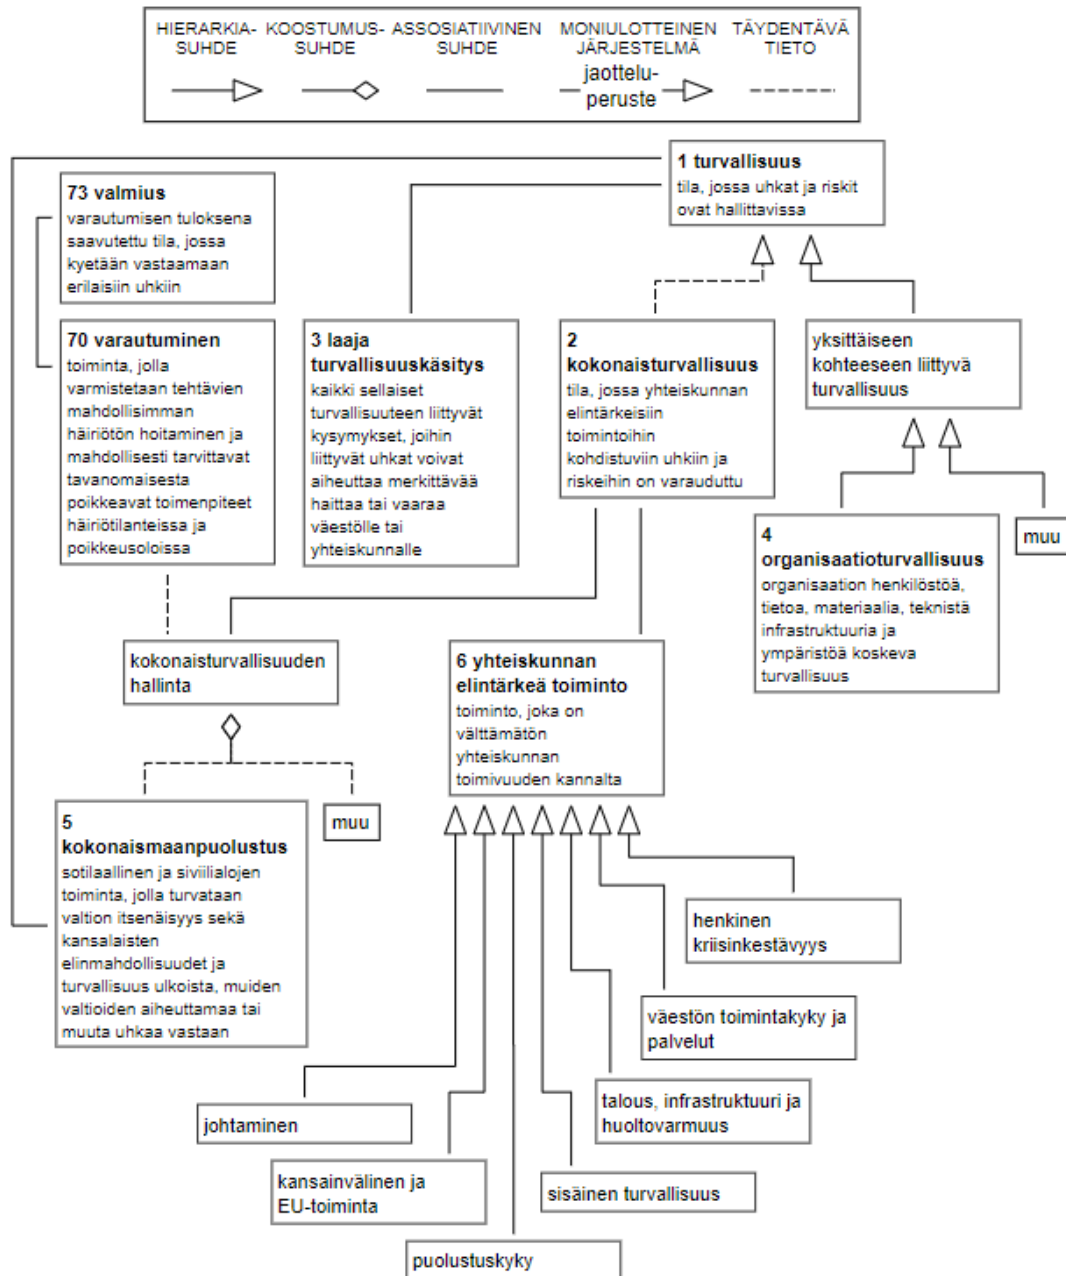 HIERARKIA-
SUHDE
KOOSTUMUS-
SUHDE
ASSOSIATIIVINEN
SUHDE
MONIULOTTEINEN
JÄRJESTELMÄ
jaottelu-
peruste
TÄYDENTÄVÄ
TIETO
1 turvallisuus
tila, jossa uhkat ja riskit
ovat hallittavissa
73 valmius
varautumisen tuloksena
saavutettu tila, jossa
kyetään vastaamaan
erilaisiin uhkiin
70 varautuminen
toiminta, jolla
varmistetaan tehtävien
mahdollisimman
häiriötön hoitaminen ja
mahdollisesti tarvittavat
tavanomaisesta
poikkeavat toimenpiteet
häiriötilanteissa ja
poikkeusoloissa
3 laaja
turvallisuuskäsitys
kaikki sellaiset
turvallisuuteen liittyvät
kysymykset, joihin
liittyvät uhkat voivat
aiheuttaa merkittävää
haittaa tai vaaraa
väestölle tai
yhteiskunnalle
2
kokonaisturvallisuus
tila, jossa yhteiskunnan
elintärkeisiin
toimintoihin
kohdistuviin uhkiin ja
riskeihin on varauduttu
yksittäiseen
kohteeseen liittyvä
turvallisuus
4
organisaatioturvallisuus
organisaation henkilöstöä,
tietoa, materiaalia, teknistä
infrastruktuuria ja
ympäristöä koskeva
turvallisuus
muu
kokonaisturvallisuuden
hallinta
6 yhteiskunnan
elintärkeä toiminto
toiminto, joka on
välttämätön
yhteiskunnan
toimivuuden kannalta
5
kokonaismaanpuolustus
sotilaallinen ja siviilialojen
toiminta, jolla turvataan
valtion itsenäisyys sekä
kansalaisten
elinmahdollisuudet ja
turvallisuus ulkoista, muiden
valtioiden aiheuttamaa tai
muuta uhkaa vastaan
muu
henkinen
kriisinkestävyys
väestön toimintakyky ja
palvelut
talous, infrastruktuuri ja
huoltovarmuus
johtaminen
kansainvälinen ja
EU-toiminta
sisäinen turvallisuus
puolustuskyky